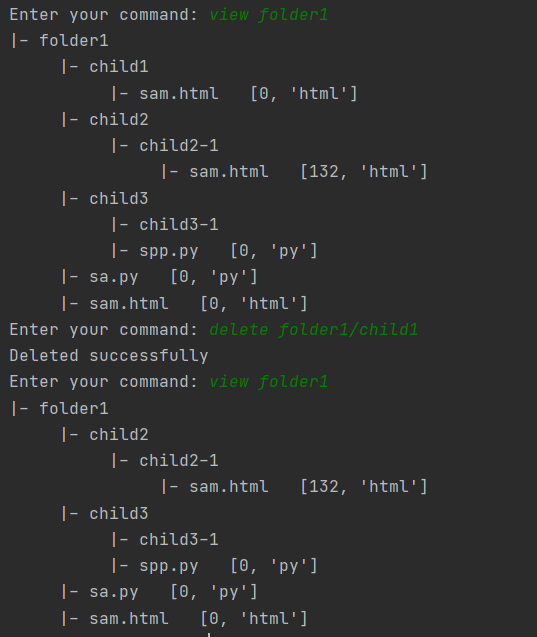 Enter your command: view folder1
|- folder1
     |- child1
          |- sam.html   [0, 'html']
     |- child2
          |- child2-1
               |- sam.html   [132, 'html']
     |- child3
          |- child3-1
          |- spp.py   [0, 'py']
     |- sa.py   [0, 'py']
     |- sam.html   [0, 'html']
Enter your command: delete folder1/child1
Deleted successfully
Enter your command: view folder1
|- folder1
     |- child2
          |- child2-1
               |- sam.html   [132, 'html']
     |- child3
          |- child3-1
          |- spp.py   [0, 'py']
     |- sa.py   [0, 'py']
     |- sam.html   [0, 'html']